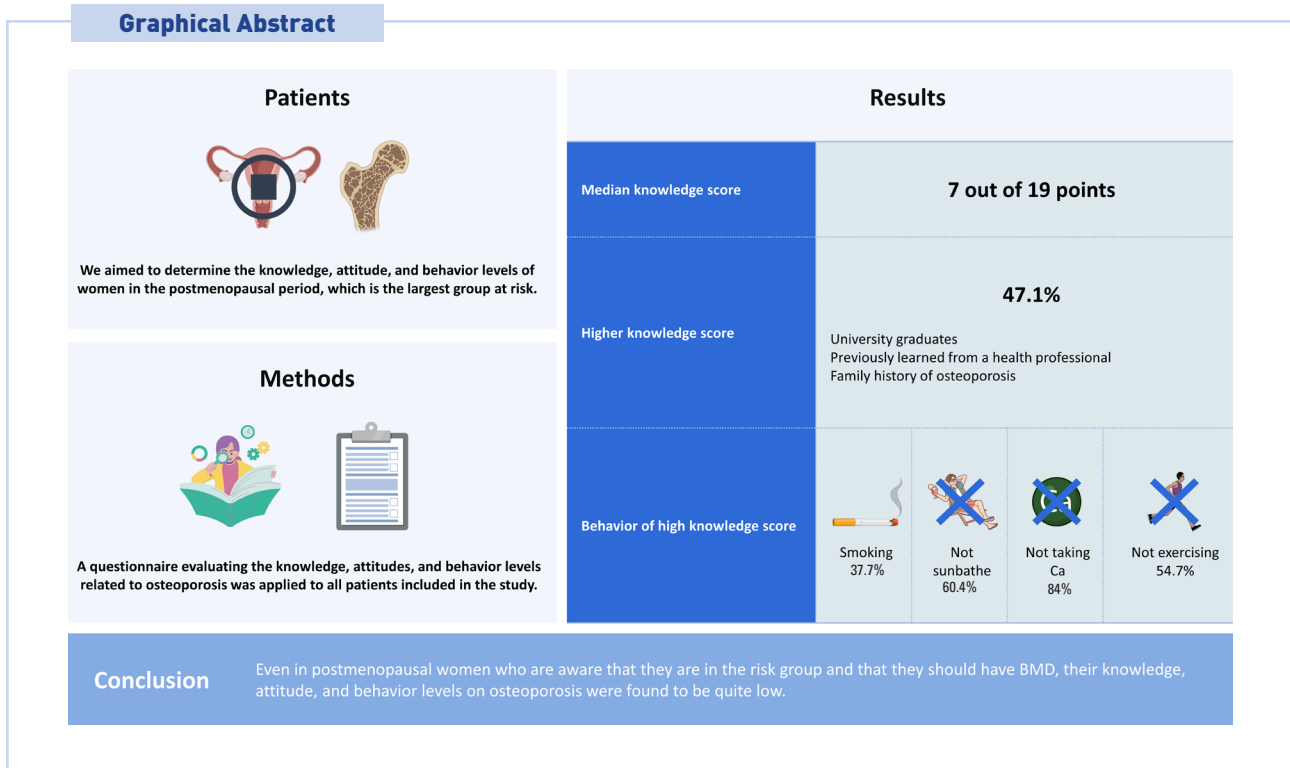 Graphical Abstract
Patients
We aimed to determine the knowledge, attitude, and behavior levels of
women in the postmenopausal period, which is the largest group at risk.
Methods
A questionnaire evaluating the knowledge, attitudes, and behavior levels
related to osteoporosis was applied to all patients included in the study.
Results
Median knowledge score
7 out of 19 points
Higher knowledge score
47.1%
University graduates
Previously learned from a health professional
Family history of osteoporosis
Behavior of high knowledge score
Smoking
37.7%
Not
sunbathe
60.4%
Not taking
Ca
84%
Not exercising
54.7%
Conclusion
Even in postmenopausal women who are aware that they are in the risk group and that they should have BMD, their knowledge,
attitude, and behavior levels on osteoporosis were found to be quite low.